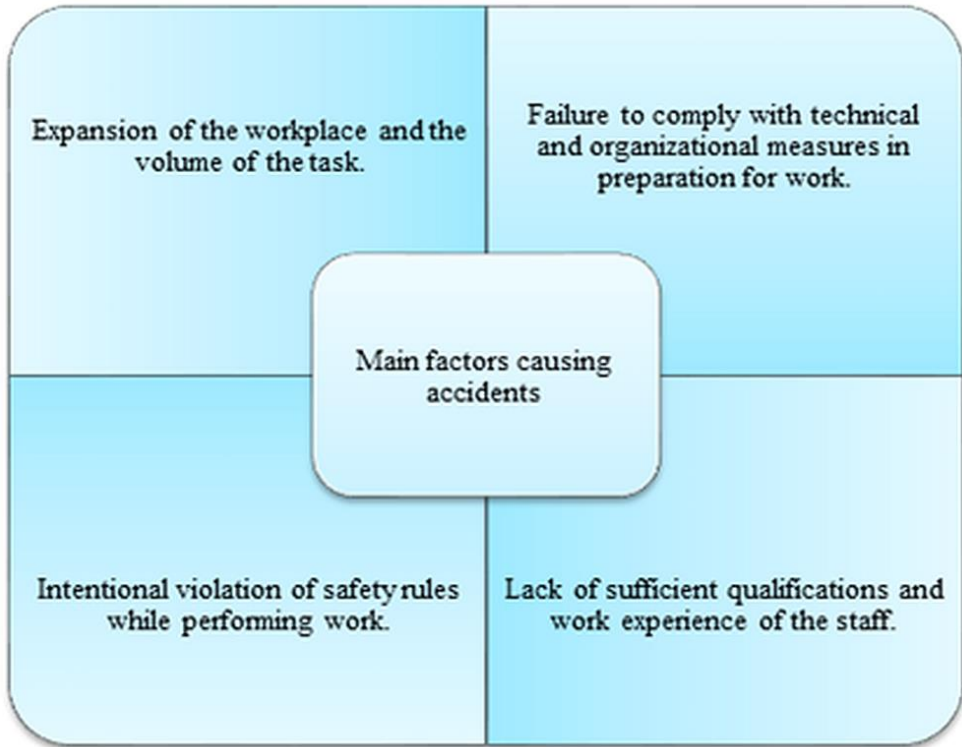 Expansion of the workplace and the
volume of the task.
Failure to comply with technical
and organizational measures in
preparation for work.
Main factors causing
accidents
Intentional violation of safety rules
while performing work.
Lack of sufficient qualifications and
work experience of the staff.